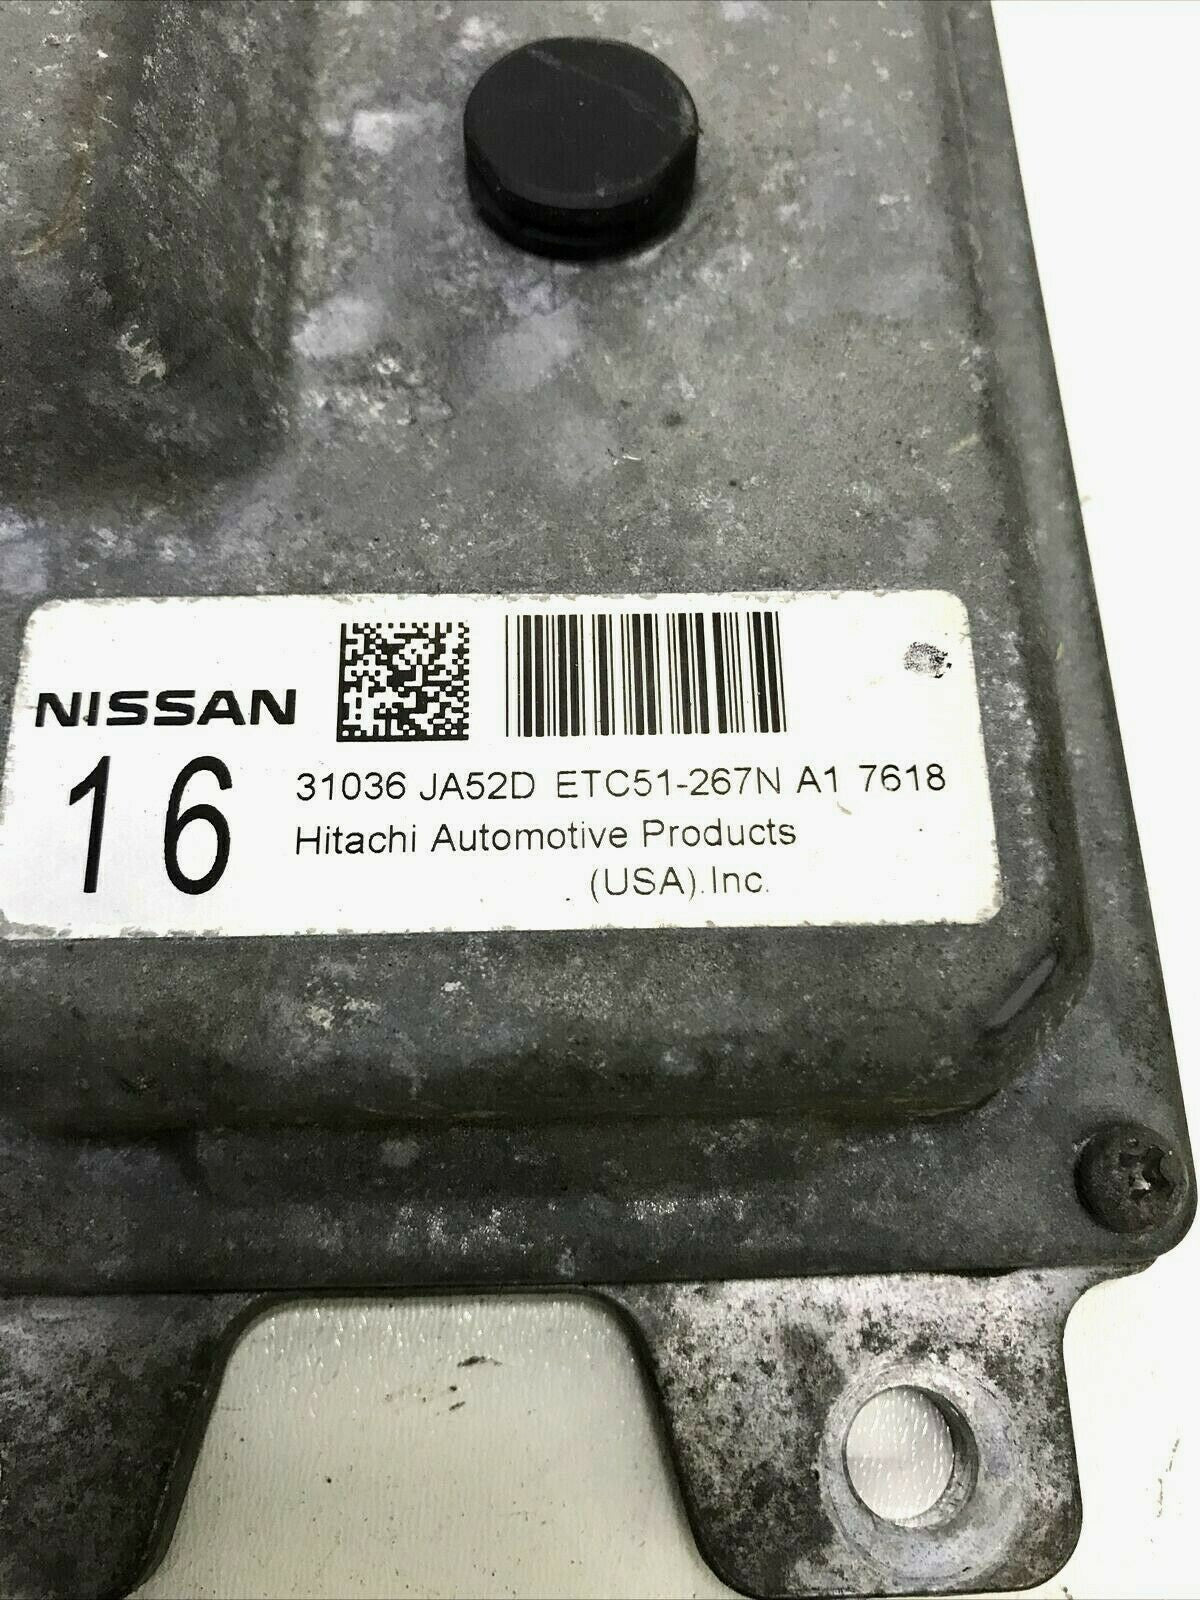 NISSAN
16
31036 JA52D ETC51-267N A1 7618
Hitachi Automotive Products
(USA).Inc.